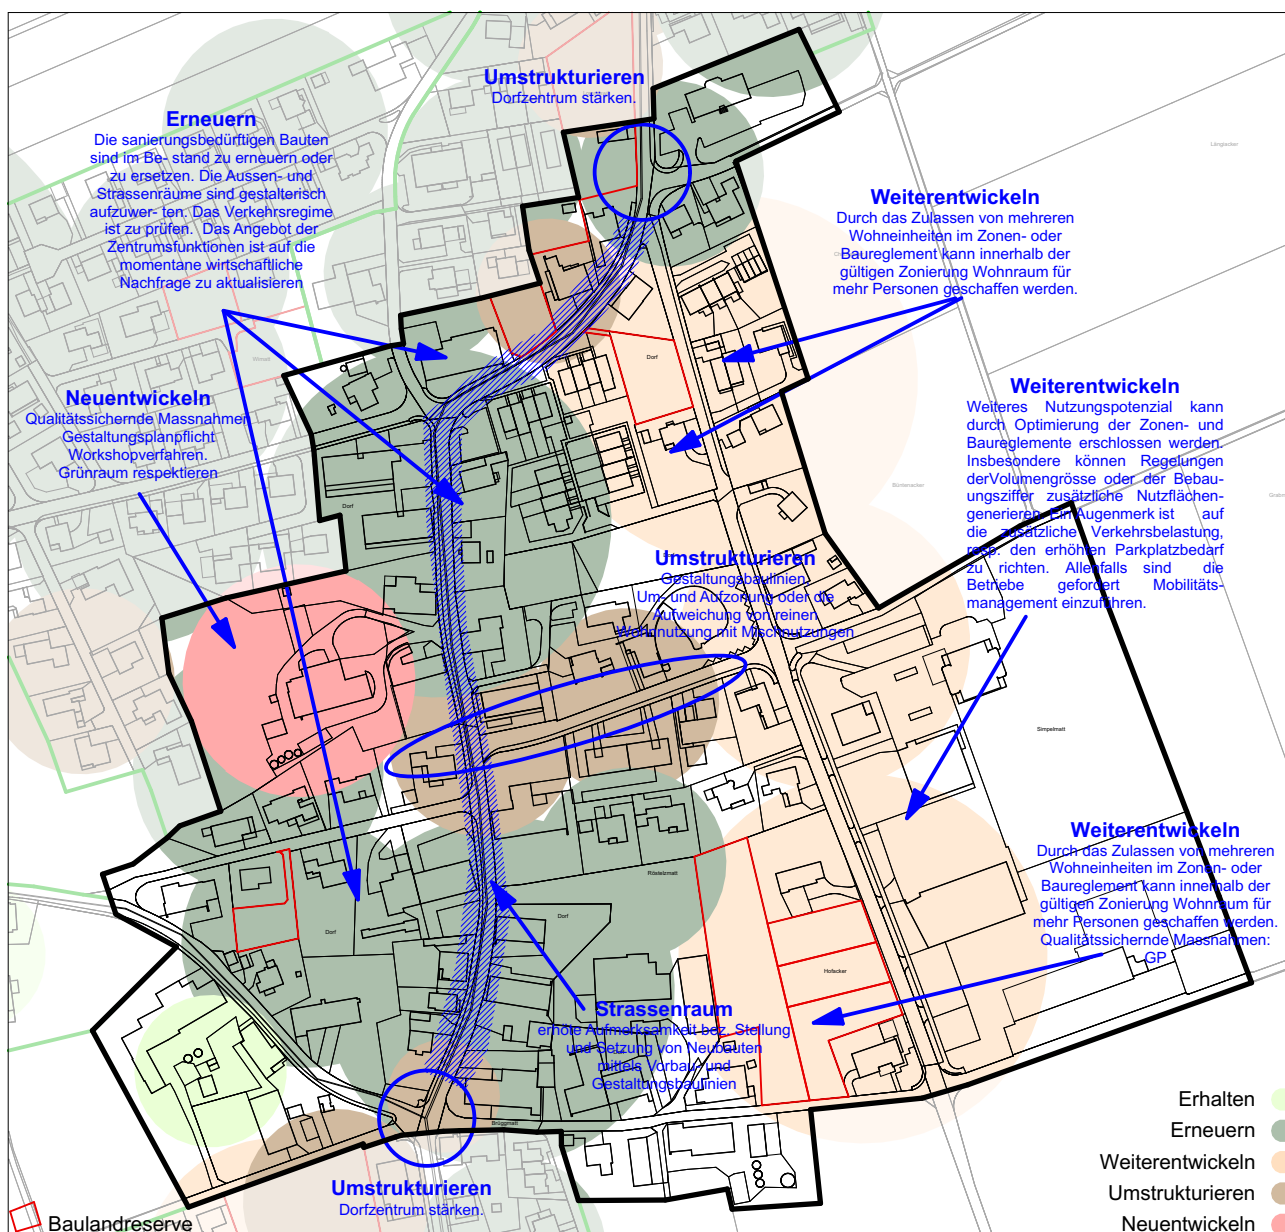 Umstrukturieren
Dorfzentrum stärken.
Erneuern
Die sanierungsbedürftigen Bauten
sind im Be- stand zu erneuern oder
zu ersetzen. Die Aussen- und
Strassenräume sind gestalterisch
aufzuwer- ten. Das Verkehrsregime
ist zu prüfen. Das Angebot der
Zentrumsfunktionen ist auf die
momentane wirtschaftliche
Nachfrage zu aktualisieren
Längacker
Weiterentwickeln
Durch das Zulassen von mehreren
Wohneinheiten im Zonen- oder
Baureglement kann innerhalb der
gültigen Zonierung Wohnraum für
mehr Personen geschaffen werden.
Dorf
Neuentwickeln
Qualitätssichernde Massnahmen
Gestaltungsplanpflicht
Workshopverfahren.
Grünraum respektieren
Weiterentwickeln
Weiteres Nutzungspotenzial kann
durch Optimierung der Zonen- und
Baureglemente erschlossen werden.
Insbesondere können Regelungen
derVolumengrösse oder der Bebau-
ungsziffer zusätzliche Nutzflächen-
generieren. Ein Augenmerk ist auf
die zusätzliche Verkehrsbelastung,
resp. den erhöhten Parkplatzbedarf
zu richten. Allenfalls sind die
Betriebe gefordert Mobilitäts-
management einzuführen.
Dorf
Umstrukturieren
Gestaltungsbaulinien.
Um- und Aufzonung oder die
Aufweichung von reinen
Wohnnutzung mit Mischnutzungen
Simpelmatt
Weiterentwickeln
Durch das Zulassen von mehreren
Wohneinheiten im Zonen- oder
Baureglement kann innerhalb der
gültigen Zonierung Wohnraum für
mehr Personen geschaffen werden.
Qualitätssichernde Massnahmen:
GP
Röstelzmatt
Dorf
Dorf
Hofacker
Strassenraum
erhöte Aufmerksamkeit bez. Stellung
und Setzung von Neubauten
mittels Vorbau- und
Gestaltungsbaulinien
Brüggmatt
Umstrukturieren
Dorfzentrum stärken.
Baulandreserve
Erhalten
Erneuern
Weiterentwickeln
Umstrukturieren
Neuentwickeln